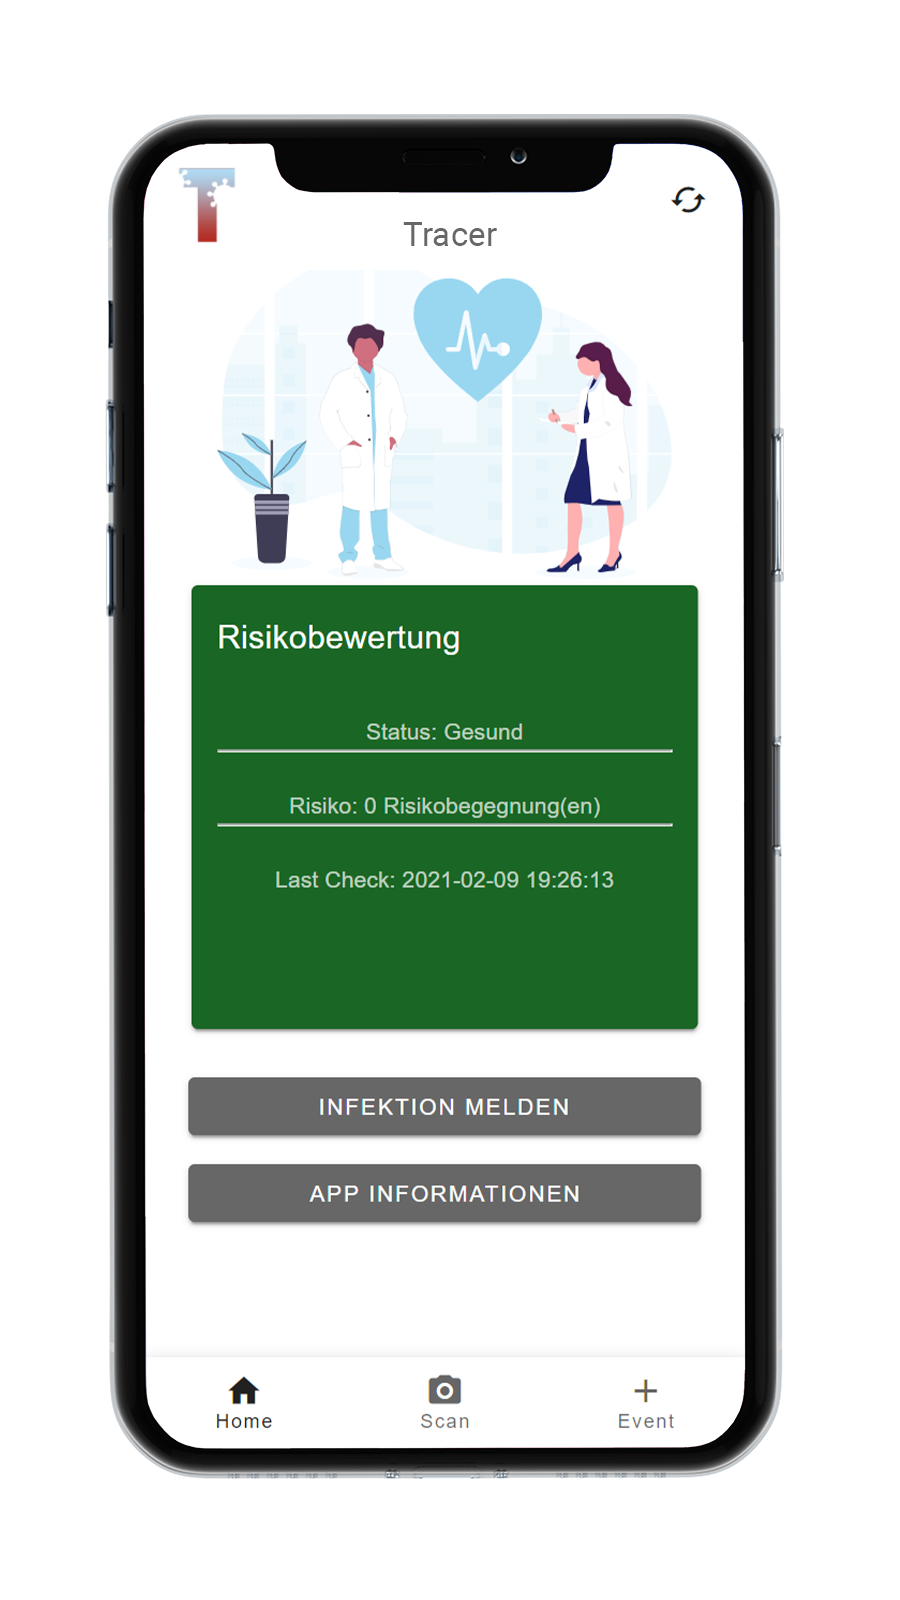 T
Tracer
Risikobewertung
Status: Gesund
Risiko: 0 Risikobegegnung(en)
Last Check: 2021-02-09 19:26:13
INFEKTION MELDEN
APP INFORMATIONEN
Home
Scan
Event